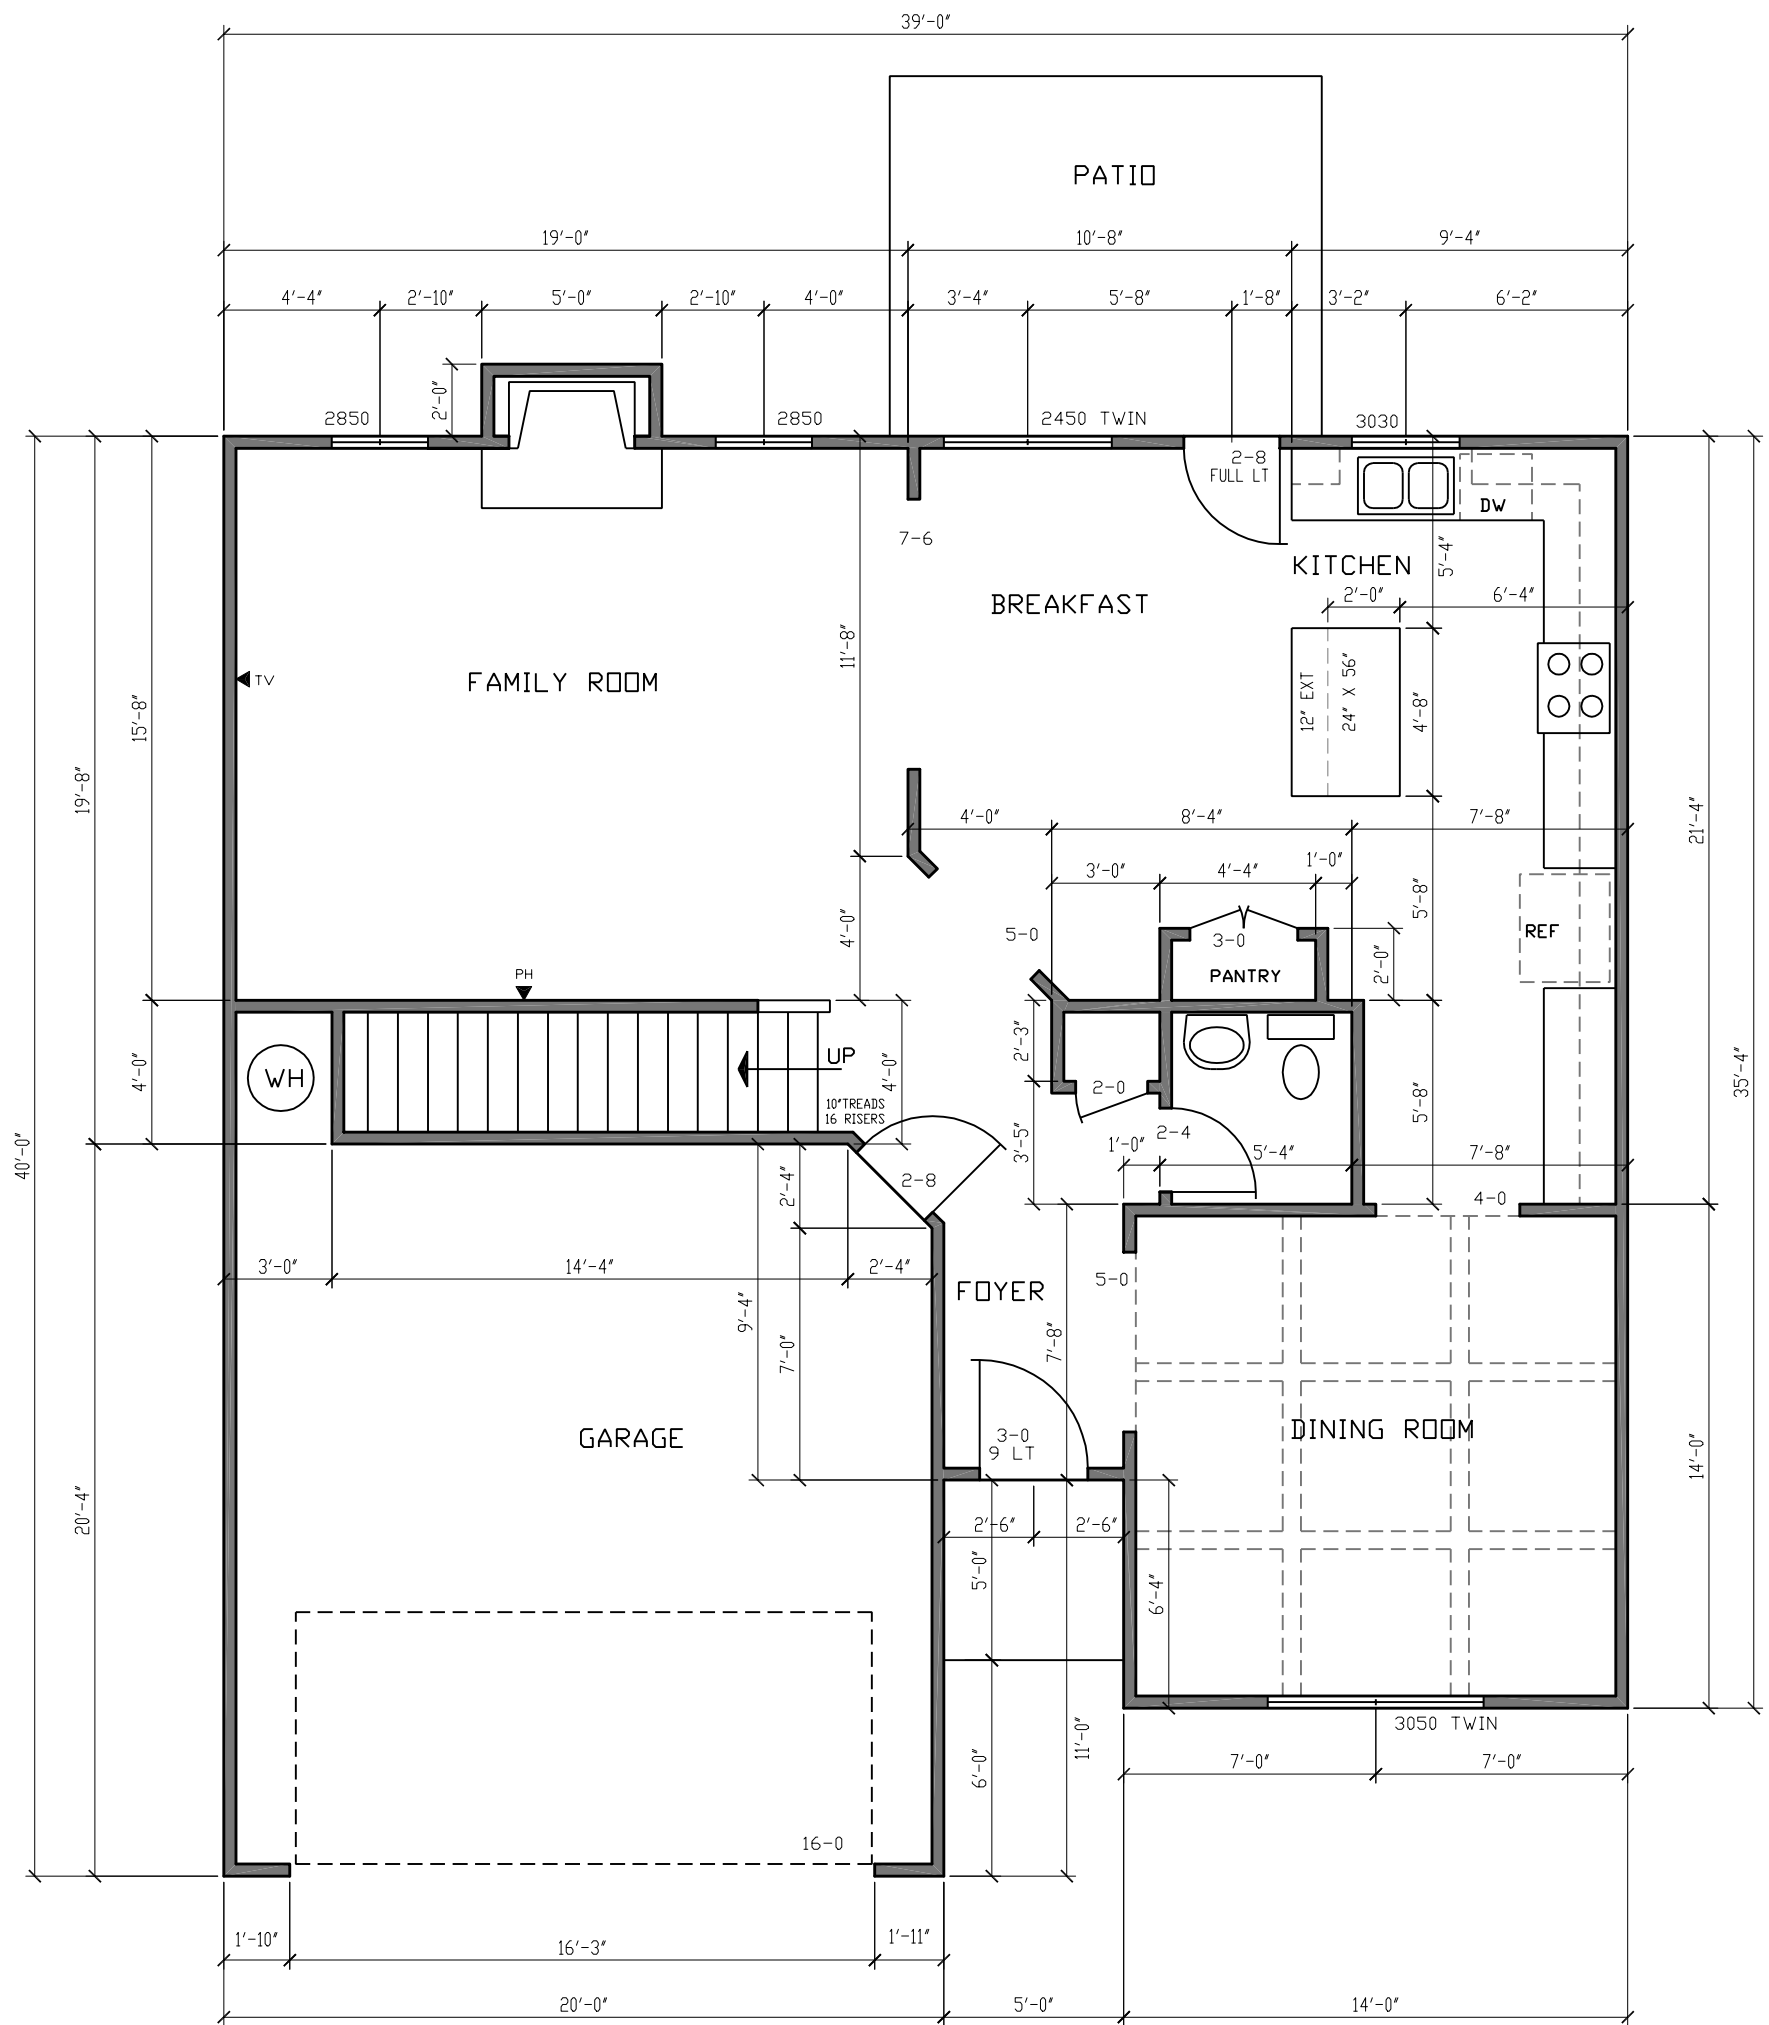 39'-0"
PATIO
19'-0" 10'-8" 9'-4"
4'-4" 2'-10" 5'-0" 2'-10" 4'-0" 3'-4" 5'-8" 1'-8" 3'-2" 6'-2"
2'-0"
2850 2850 2450 TWIN 3030
2-8
FULL LT
DW
7-6
KITCHEN
5'-4"
BREAKFAST
2'-0" 6'-4"
11'-8"
FAMILY ROOM
TV
12" EXT
24" X 56"
4'-8"
15'-8"
19'-8"
21'-4"
4'-0" 8'-4" 7'-8"
3'-0" 4'-4" 1'-0"
5'-8"
4'-0"
5-0
3-0
REF
PANTRY
2'-0"
PH
2'-3"
4'-0"
WH
UP
4'-0"
10"TREADS
16 RISERS
2-0
5'-8"
35'-4"
40'-0"
2-4
3'-5"
1'-0" 5'-4" 7'-8"
2-8
2'-4"
4-0
3'-0" 14'-4" 2'-4"
5-0
FOYER
9'-4"
7'-0"
7'-8"
GARAGE
DINING ROOM
3-0
9 LT
14'-0"
20'-4"
2'-6" 2'-6"
5'-0"
6'-4"
3050 TWIN
11'-0"
6'-0"
7'-0" 7'-0"
16-0
1'-10" 16'-3" 1'-11"
20'-0" 5'-0" 14'-0"